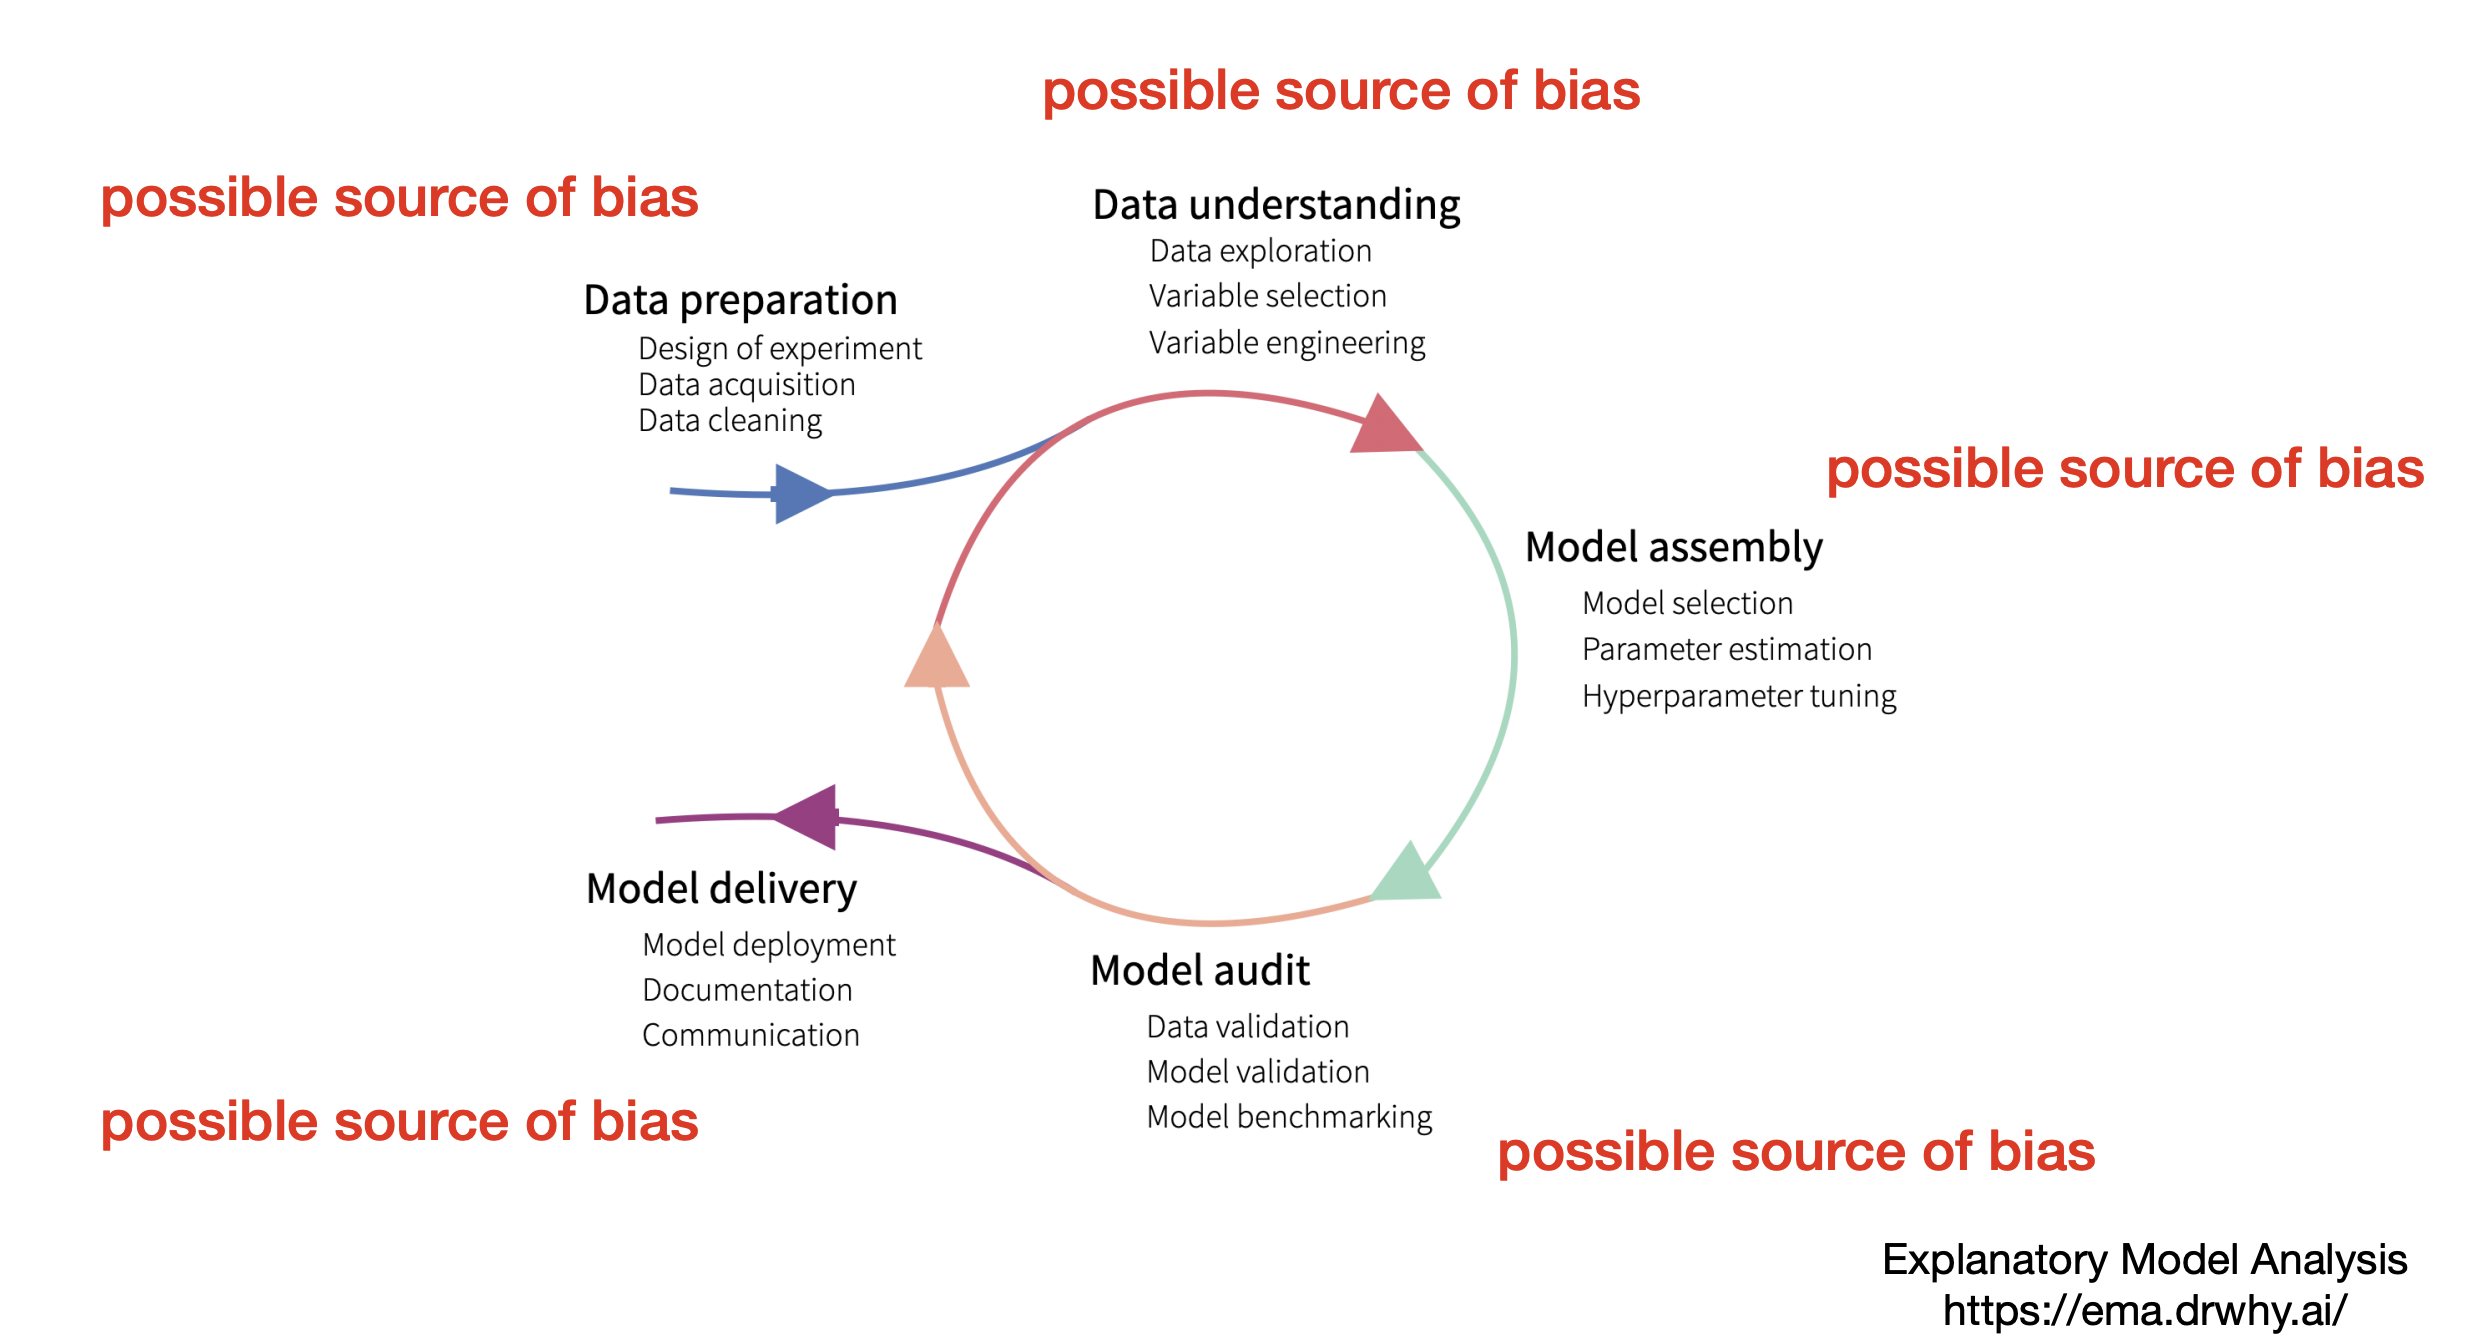 possible source of bias
possible source of bias
Data understanding
Data exploration
Variable selection
Variable engineering
Data preparation
Design of experiment
Data acquisition
Data cleaning
possible source of bias
Model assembly
Model selection
Parameter estimation
Hyperparameter tuning
Model delivery
Model deployment
Documentation
Communication
Model audit
Data validation
Model validation
Model benchmarking
possible source of bias
possible source of bias
Explanatory Model Analysis
https://ema.drwhy.ai/